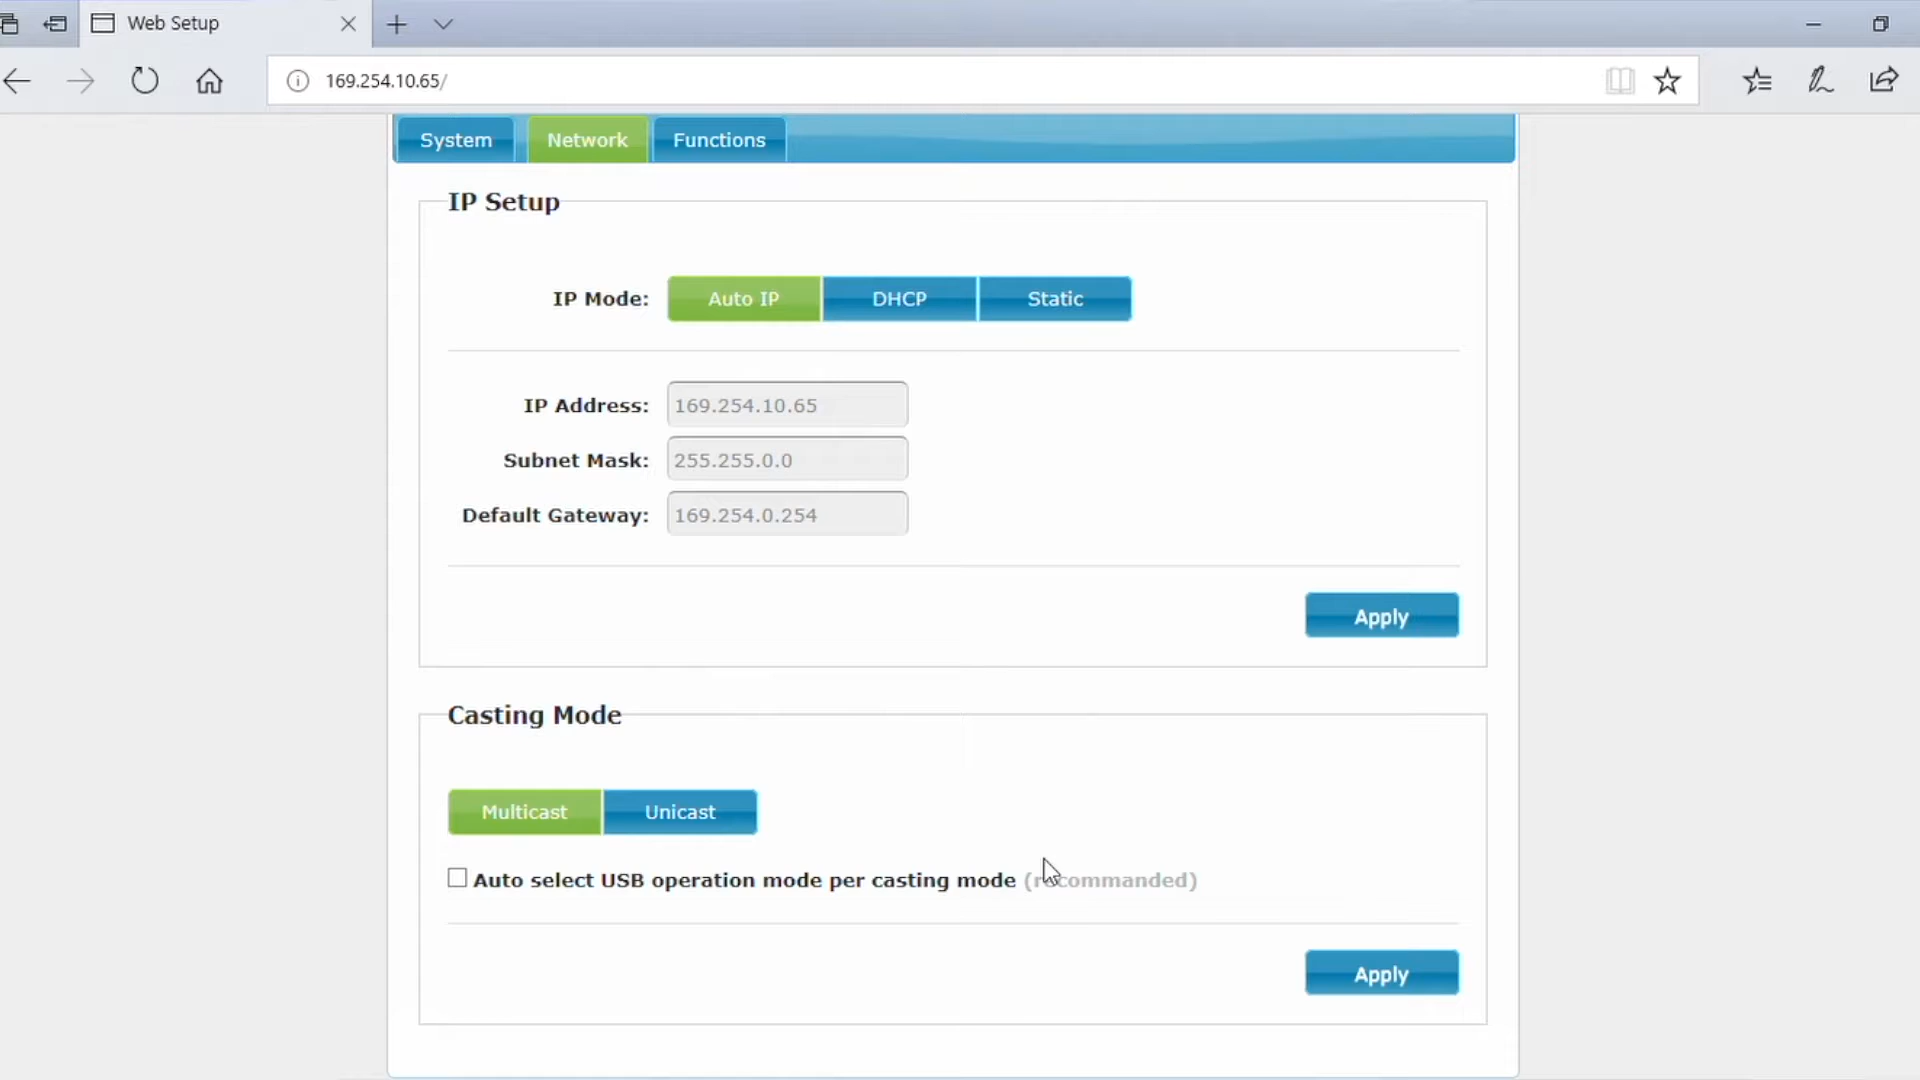 Web Setup
169.254.10.65/
System Network Functions
IP Setup
IP Mode: Auto IP DHCP Static
IP Address: 169.254.10.65
Subnet Mask: 255.255.0.0
Default Gateway: 169.254.0.254
Apply
Casting Mode
Multicast Unicast
Auto select USB operation mode per casting mode (recommanded)
Apply